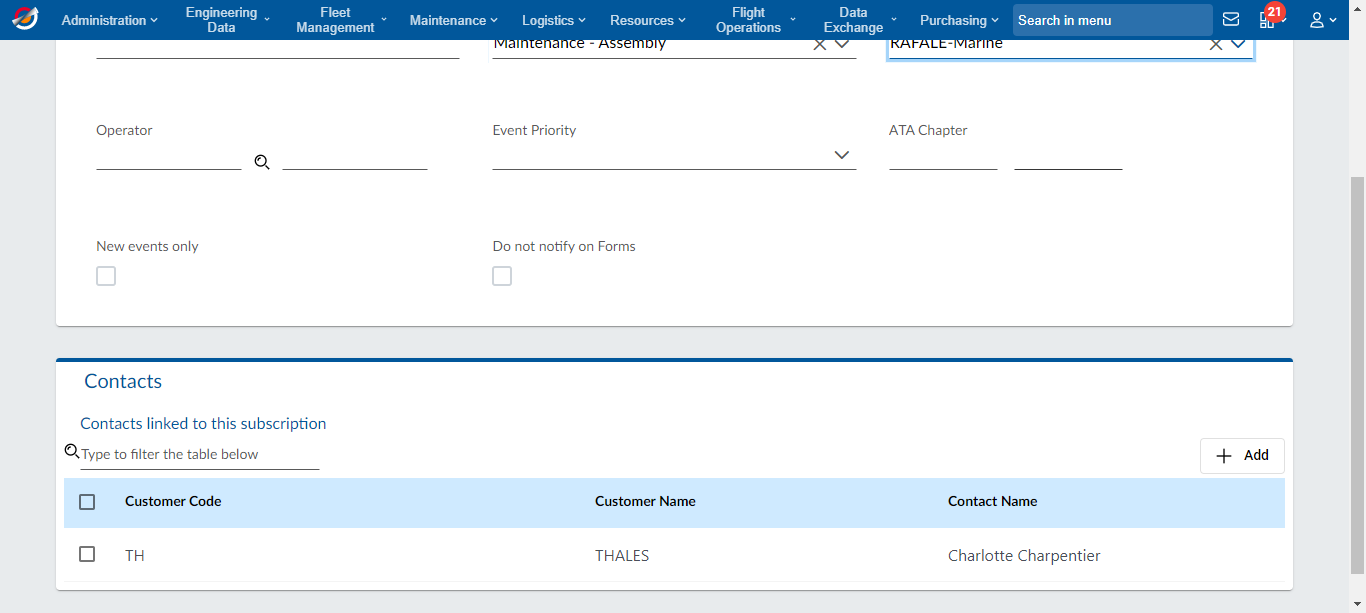 Administration
Engineering
Data
Fleet
Management
Maintenance
Logistics
Resources
Flight
Operations
Data
Exchange
Purchasing
Search in menu
21
Maintenance - Assembly
RAFALE-Marine
Operator
Event Priority
ATA Chapter
New events only
Do not notify on Forms
Contacts
Contacts linked to this subscription
Type to filter the table below
Add
Customer Code Customer Name Contact Name
TH THALES Charlotte Charpentier